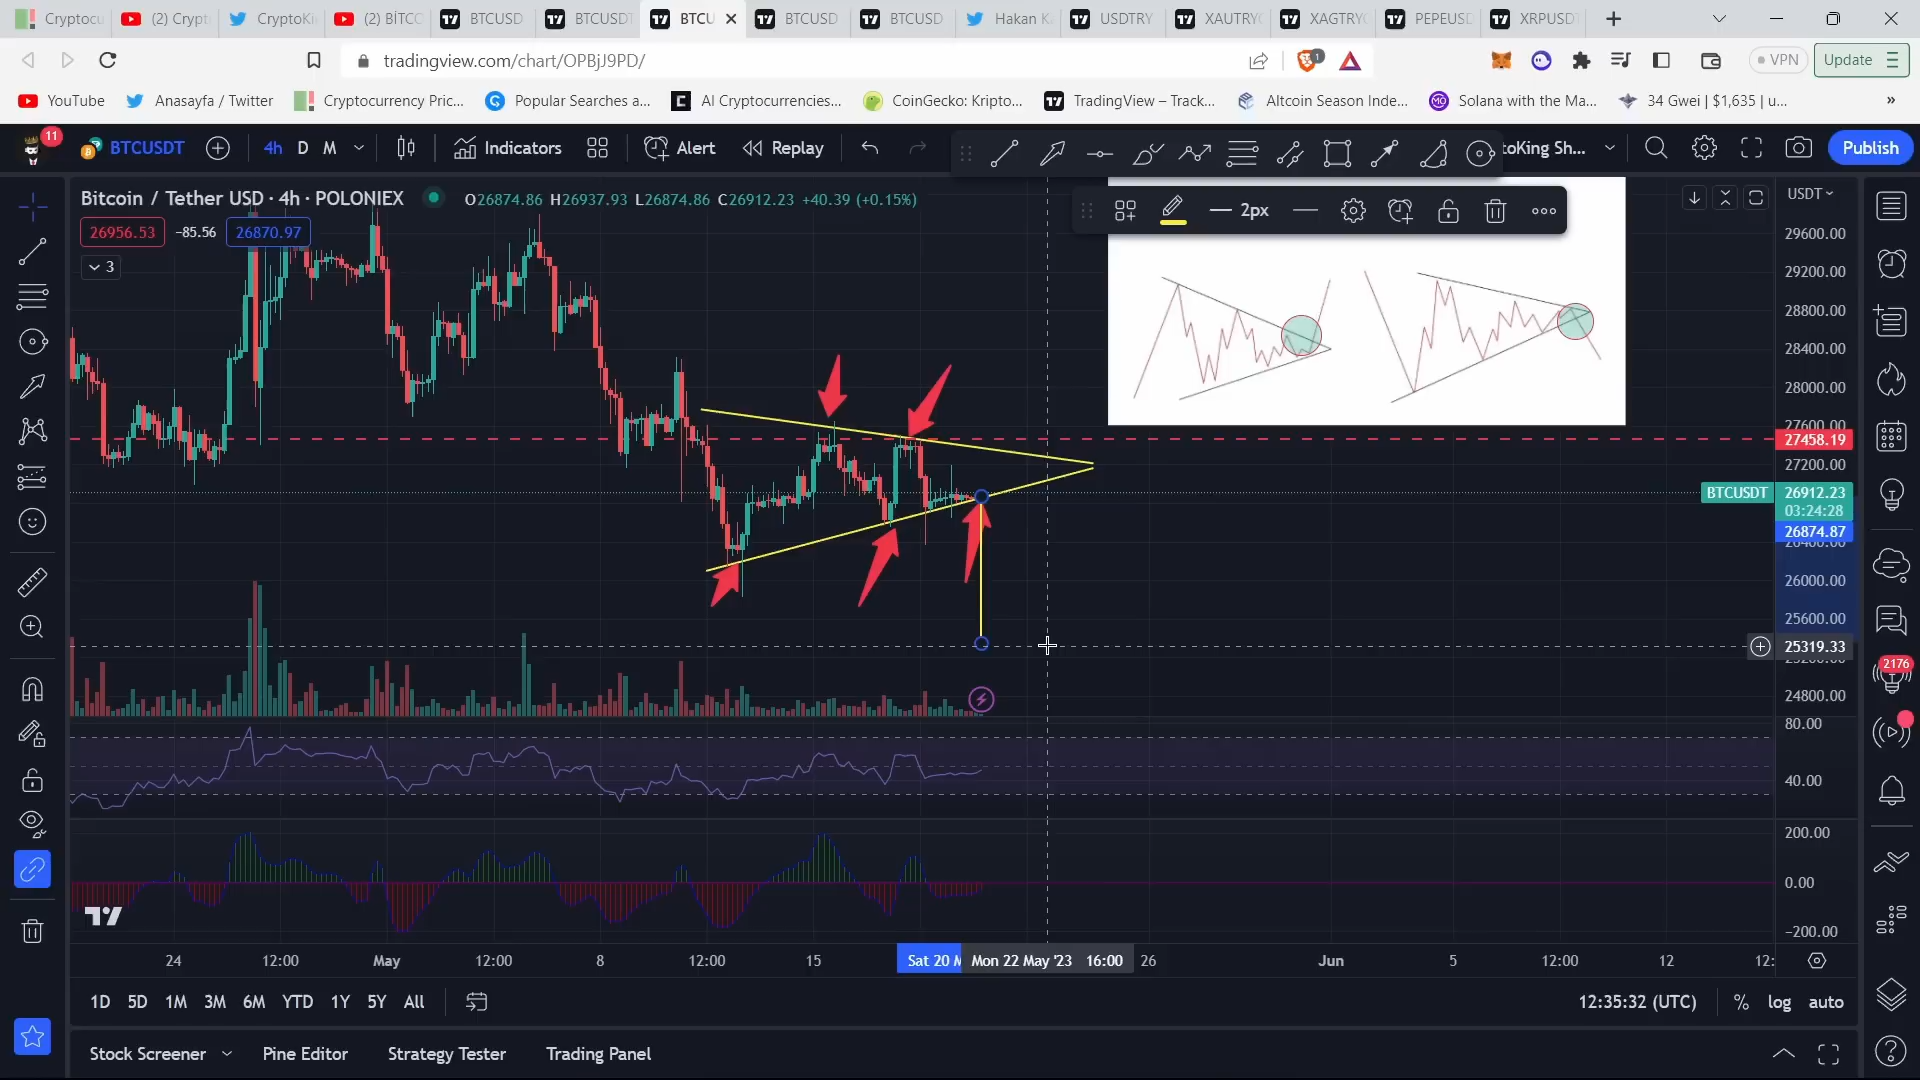 Cryptocu
(2) Crypt
CryptoKi
(2) BİTCO
BTCUSD
BTCUSDT
BTCU
BTCUSD
BTCUSD
Hakan K
USDTRY
XAUTRY
XAGTRY
PEPEUSD
XRPUSDT
tradingview.com/chart/OPBjJ9PD/
1
VPN
Update
YouTube
Anasayfa / Twitter
Cryptocurrency Pric...
Popular Searches a...
AI Cryptocurrencies...
CoinGecko: Kripto...
TradingView – Track...
Altcoin Season Inde...
Solana with the Ma...
34 Gwei | $1,635 | u...
»
11
BTCUSDT
4h
D
M
Indicators
Alert
Replay
toKing Sh...
Publish
Bitcoin / Tether USD · 4h · POLONIEX
O26874.86 H26937.93 L26874.86 C26912.23 +40.39 (+0.15%)
26956.53
−85.56
26870.97
3
2px
USDT
29600.00
29200.00
28800.00
28400.00
28000.00
27600.00
27458.19
27200.00
BTCUSDT
26912.23
03:24:28
26874.87
26400.00
26000.00
25600.00
25319.33
25200.00
24800.00
80.00
40.00
200.00
0.00
−200.00
2176
24
12:00
May
12:00
8
12:00
15
Sat 20 M
Mon 22 May '23 16:00
26
Jun
5
12:00
12
12:
1D
5D
1M
3M
6M
YTD
1Y
5Y
All
12:35:32 (UTC)
%
log
auto
Stock Screener
Pine Editor
Strategy Tester
Trading Panel